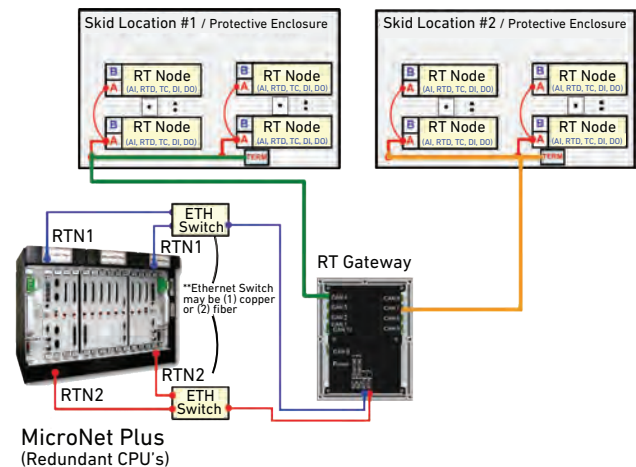 Skid Location #1 / Protective Enclosure
B
RT Node
A
(AI, RTD, TC, DI, DO)
B
RT Node
A
(AI, RTD, TC, DI, DO)
B
RT Node
A
(AI, RTD, TC, DI, DO)
B
RT Node
A
(AI, RTD, TC, DI, DO)
TERM
Skid Location #2 / Protective Enclosure
B
RT Node
A
(AI, RTD, TC, DI, DO)
B
RT Node
A
(AI, RTD, TC, DI, DO)
B
RT Node
A
(AI, RTD, TC, DI, DO)
B
RT Node
A
(AI, RTD, TC, DI, DO)
TERM
ETH
Switch
RTN1
RTN1
**Ethernet Switch
may be (1) copper
or (2) fiber
RT Gateway
Power
RTN2
RTN2
ETH
Switch
MicroNet Plus
(Redundant CPU's)